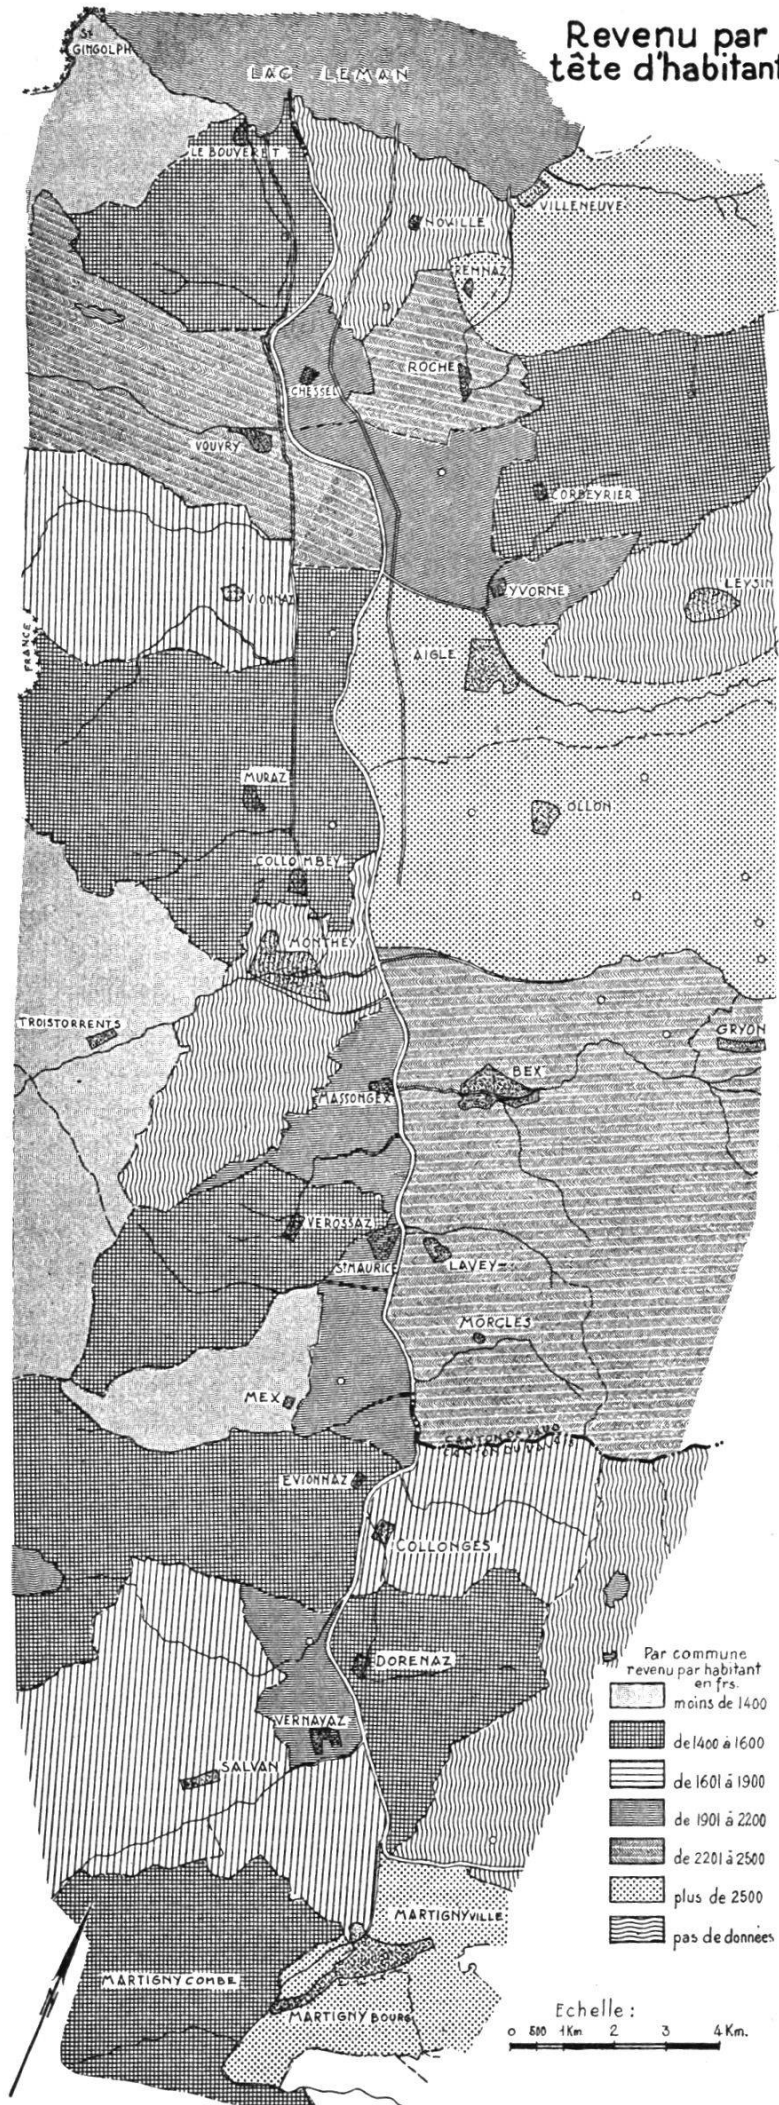 Revenu par
tête d'habitant
St
GINGOLPH
LAC LEMAN
LE BOUVERET
VILLENEUVE
NOVILLE
RENNAZ
ROCHE
CHESSEL
VOUVRY
CORBEYRIER
YVORNE
LEYSIN
VIONNAZ
FRANCE
AIGLE
MURAZ
OLLON
COLLOMBEY
MONTHEY
TROISTORRENTS
GRYON
BEX
MASSONGEX
VEROSSAZ
ST MAURICE
LAVEY
MORCLES
MEX
CANTON DE VAUD
CANTON DU VALAIS
EVIONNAZ
COLLONGES
DORENAZ
VERNAYAZ
SALVAN
Par commune
revenu par habitant
en frs.
moins de 1400
de 1400 à 1600
de 1601 à 1900
de 1901 à 2200
de 2201 à 2500
plus de 2500
pas de données
MARTIGNY VILLE
MARTIGNY COMBE
MARTIGNY BOURG
N
Echelle :
0 500 1Km 2 3 4 Km.